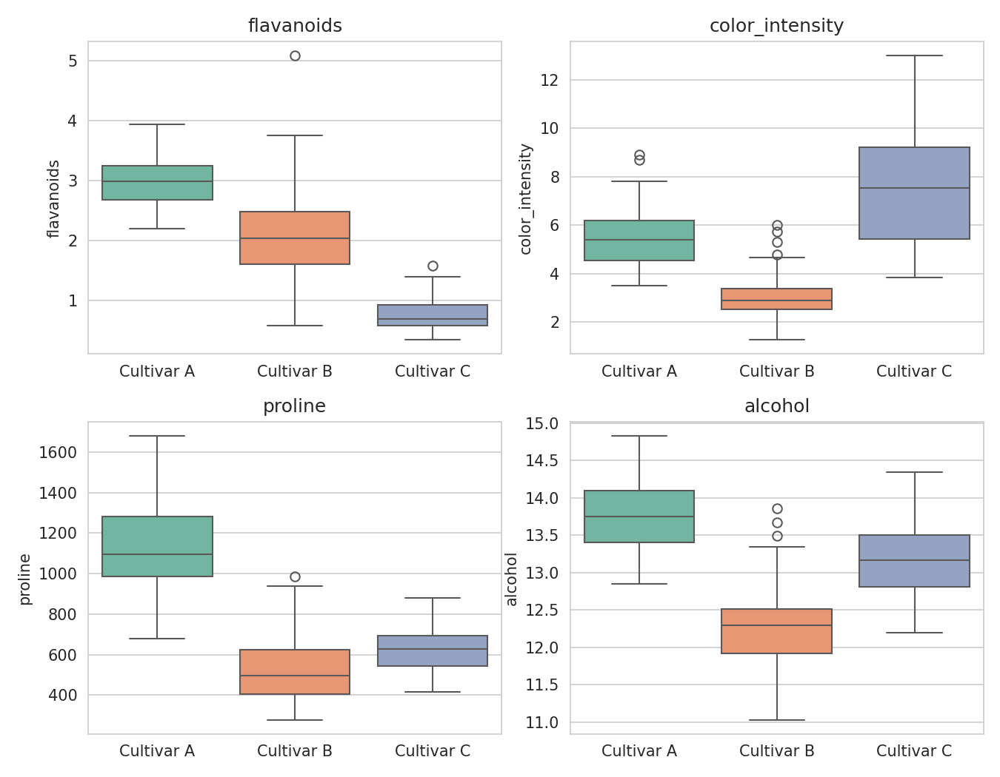 flavanoids
flavanoids
5
4
3
2
1
Cultivar A
Cultivar B
Cultivar C
color_intensity
color_intensity
12
10
8
6
4
2
Cultivar A
Cultivar B
Cultivar C
proline
proline
1600
1400
1200
1000
800
600
400
Cultivar A
Cultivar B
Cultivar C
alcohol
alcohol
15.0
14.5
14.0
13.5
13.0
12.5
12.0
11.5
11.0
Cultivar A
Cultivar B
Cultivar C